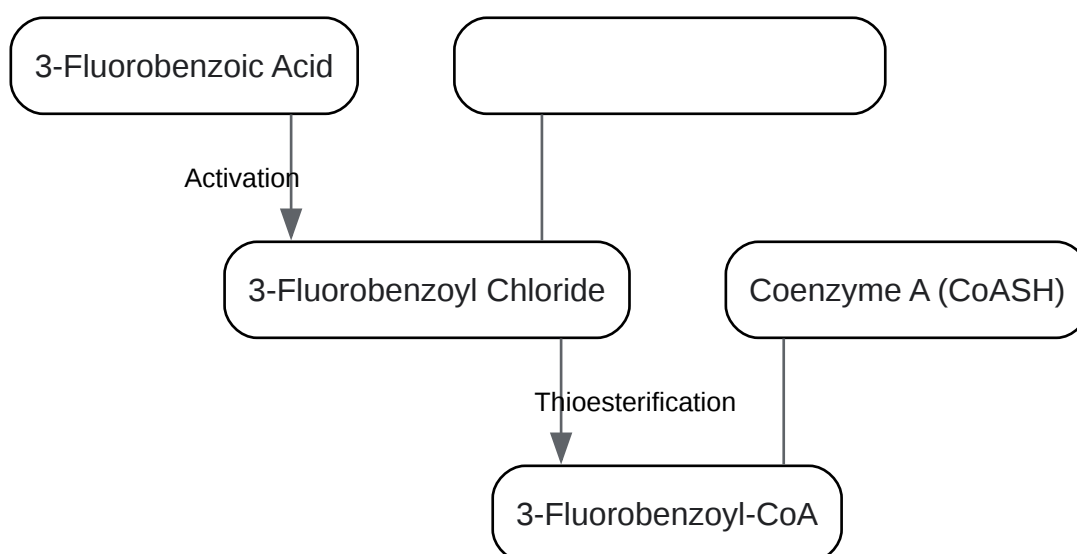 3-Fluorobenzoic Acid
Activation
3-Fluorobenzoyl Chloride
Coenzyme A (CoASH)
Thioesterification
3-Fluorobenzoyl-CoA